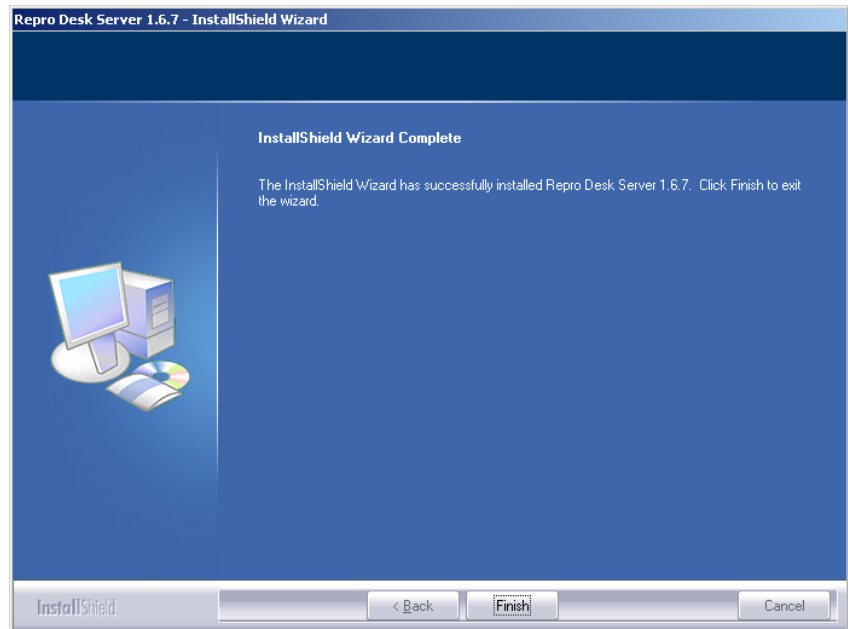 Repro Desk Server 1.6.7 - InstallShield Wizard
InstallShield Wizard Complete
The InstallShield Wizard has successfully installed Repro Desk Server 1.6.7. Click Finish to exit
the wizard.
InstallShield
< Back
Finish
Cancel